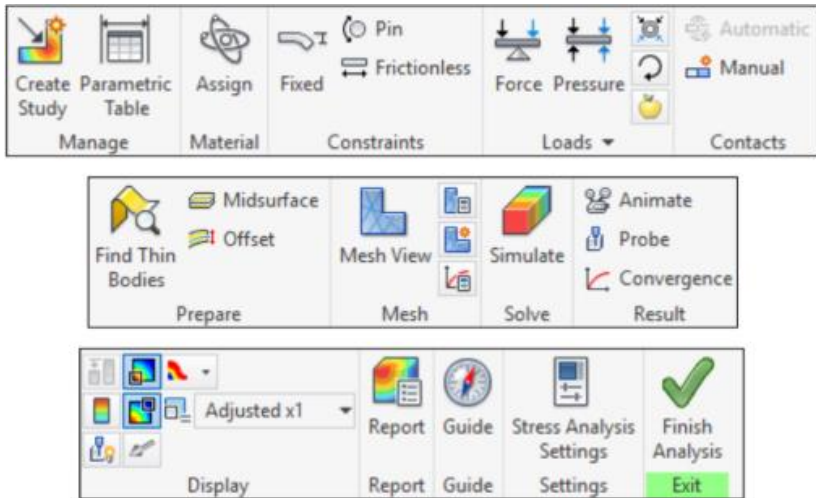 Create Study
Parametric Table
Manage
Assign
Material
Fixed
Pin
Frictionless
Constraints
Force
Pressure
Loads
Automatic
Manual
Contacts
Find Thin Bodies
Midsurface
Offset
Prepare
Mesh View
Mesh
Simulate
Solve
Animate
Probe
Convergence
Result
Adjusted x1
Display
Report
Report
Guide
Guide
Stress Analysis Settings
Settings
Finish Analysis
Exit